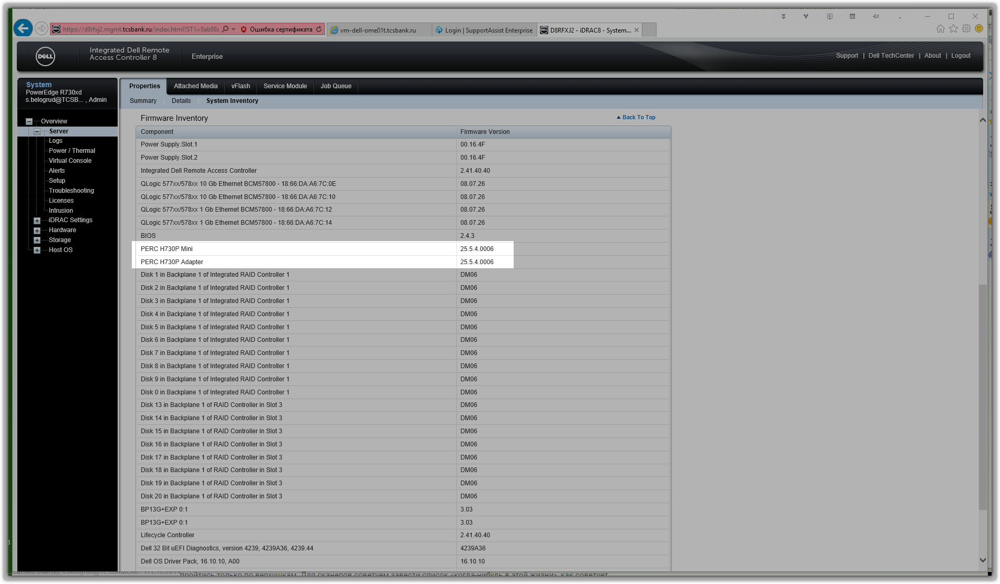 https://d8rfxj2.mgmt.tcsbank.ru/index.html?ST1=8ab88c
Ошибка сертификата
vm-dell-ome01t.tcsbank.ru
Login | SupportAssist Enterprise
D8RFXJ2 - iDRAC8 - System...
DELL
Integrated Dell Remote
Access Controller 8
Enterprise
Support | Dell TechCenter | About | Logout
System
PowerEdge R730xd
s.belogrud@TCSB... , Admin
Properties
Attached Media
vFlash
Service Module
Job Queue
Summary
Details
System Inventory
Overview
Server
Logs
Power / Thermal
Virtual Console
Alerts
Setup
Troubleshooting
Licenses
Intrusion
iDRAC Settings
Hardware
Storage
Host OS
Firmware Inventory
Back To Top
Component Firmware Version
Power Supply.Slot.1 00.16.4F
Power Supply.Slot.2 00.16.4F
Integrated Dell Remote Access Controller 2.41.40.40
QLogic 577xx/578xx 10 Gb Ethernet BCM57800 - 18:66:DA:A6:7C:0E 08.07.26
QLogic 577xx/578xx 10 Gb Ethernet BCM57800 - 18:66:DA:A6:7C:10 08.07.26
QLogic 577xx/578xx 1 Gb Ethernet BCM57800 - 18:66:DA:A6:7C:12 08.07.26
QLogic 577xx/578xx 1 Gb Ethernet BCM57800 - 18:66:DA:A6:7C:14 08.07.26
BIOS 2.4.3
PERC H730P Mini 25.5.4.0006
PERC H730P Adapter 25.5.4.0006
Disk 1 in Backplane 1 of Integrated RAID Controller 1 DM06
Disk 2 in Backplane 1 of Integrated RAID Controller 1 DM06
Disk 3 in Backplane 1 of Integrated RAID Controller 1 DM06
Disk 4 in Backplane 1 of Integrated RAID Controller 1 DM06
Disk 5 in Backplane 1 of Integrated RAID Controller 1 DM06
Disk 6 in Backplane 1 of Integrated RAID Controller 1 DM06
Disk 7 in Backplane 1 of Integrated RAID Controller 1 DM06
Disk 8 in Backplane 1 of Integrated RAID Controller 1 DM06
Disk 9 in Backplane 1 of Integrated RAID Controller 1 DM06
Disk 0 in Backplane 1 of Integrated RAID Controller 1 DM06
Disk 13 in Backplane 1 of RAID Controller in Slot 3 DM06
Disk 14 in Backplane 1 of RAID Controller in Slot 3 DM06
Disk 15 in Backplane 1 of RAID Controller in Slot 3 DM06
Disk 16 in Backplane 1 of RAID Controller in Slot 3 DM06
Disk 17 in Backplane 1 of RAID Controller in Slot 3 DM06
Disk 18 in Backplane 1 of RAID Controller in Slot 3 DM06
Disk 19 in Backplane 1 of RAID Controller in Slot 3 DM06
Disk 20 in Backplane 1 of RAID Controller in Slot 3 DM06
BP13G+EXP 0:1 3.03
BP13G+EXP 0:1 3.03
Lifecycle Controller 2.41.40.40
Dell 32 Bit uEFI Diagnostics, version 4239, 4239A36, 4239.44 4239A36
Dell OS Driver Pack, 16.10.10, A00 16.10.10
пройтись только по верхушкам. Для сканеров советуем завести список «когда-нибудь в этой жизни», как советует